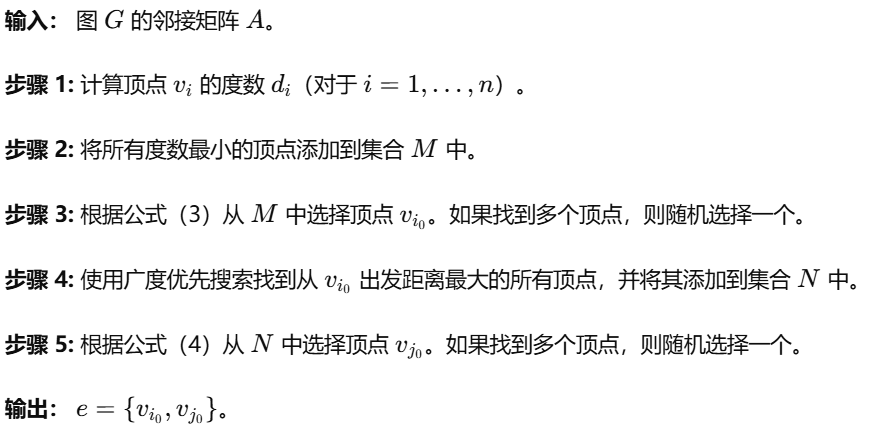 输入： 图 G 的邻接矩阵 A。
步骤 1: 计算顶点 v_i 的度数 d_i（对于 i = 1, . . . , n）。
步骤 2: 将所有度数最小的顶点添加到集合 M 中。
步骤 3: 根据公式（3）从 M 中选择顶点 v_{i_0}。如果找到多个顶点，则随机选择一个。
步骤 4: 使用广度优先搜索找到从 v_{i_0} 出发距离最大的所有顶点，并将其添加到集合 N 中。
步骤 5: 根据公式（4）从 N 中选择顶点 v_{j_0}。如果找到多个顶点，则随机选择一个。
输出： e = {v_{i_0}, v_{j_0}}。